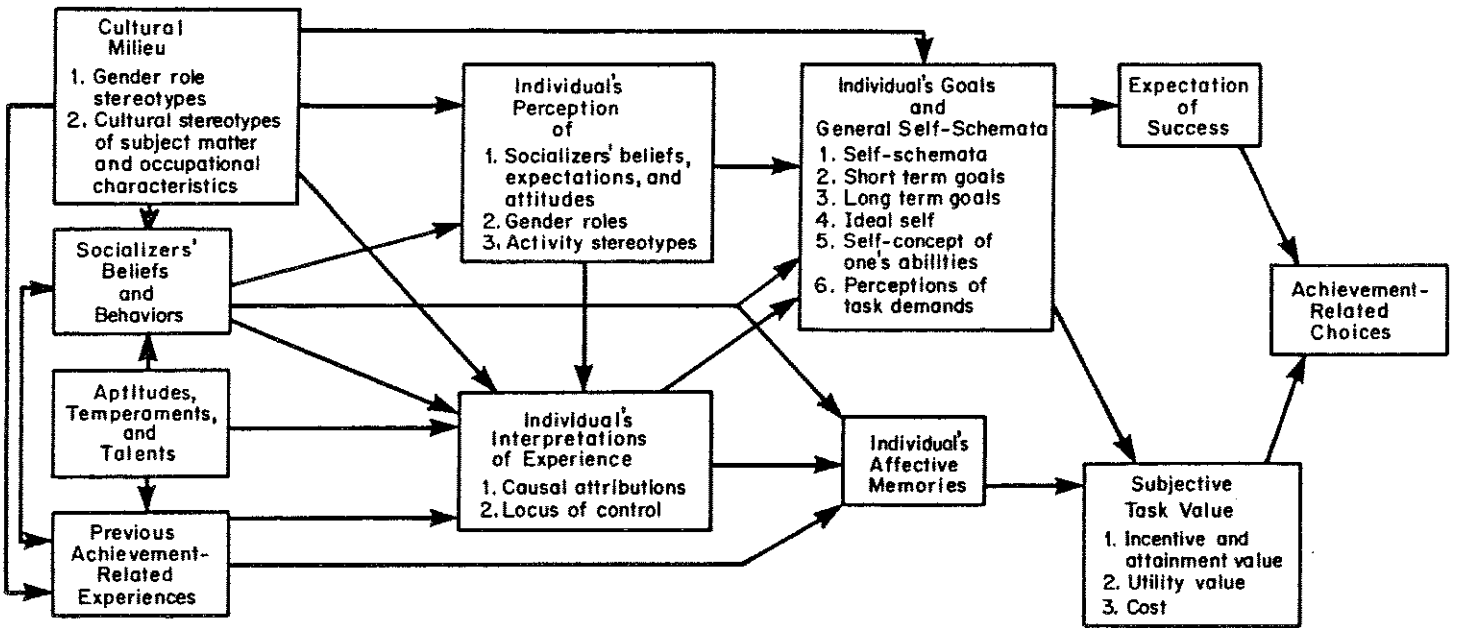 Cultural
Milieu
1. Gender role
stereotypes
2. Cultural stereotypes
of subject matter
and occupational
characteristics
Socializers'
Beliefs
and
Behaviors
Aptitudes,
Temperaments,
and
Talents
Previous
Achievement-
Related
Experiences
Individual's
Perception
of
1. Socializers' beliefs,
expectations, and
attitudes
2. Gender roles
3. Activity stereotypes
Individual's
Interpretations
of Experience
1. Causal attributions
2. Locus of control
Individual's Goals
and
General Self-Schemata
1. Self-schemata
2. Short term goals
3. Long term goals
4. Ideal self
5. Self-concept of
one's abilities
6. Perceptions of
task demands
Individual's
Affective
Memories
Expectation
of
Success
Subjective
Task Value
1. Incentive and
attainment value
2. Utility value
3. Cost
Achievement-
Related
Choices